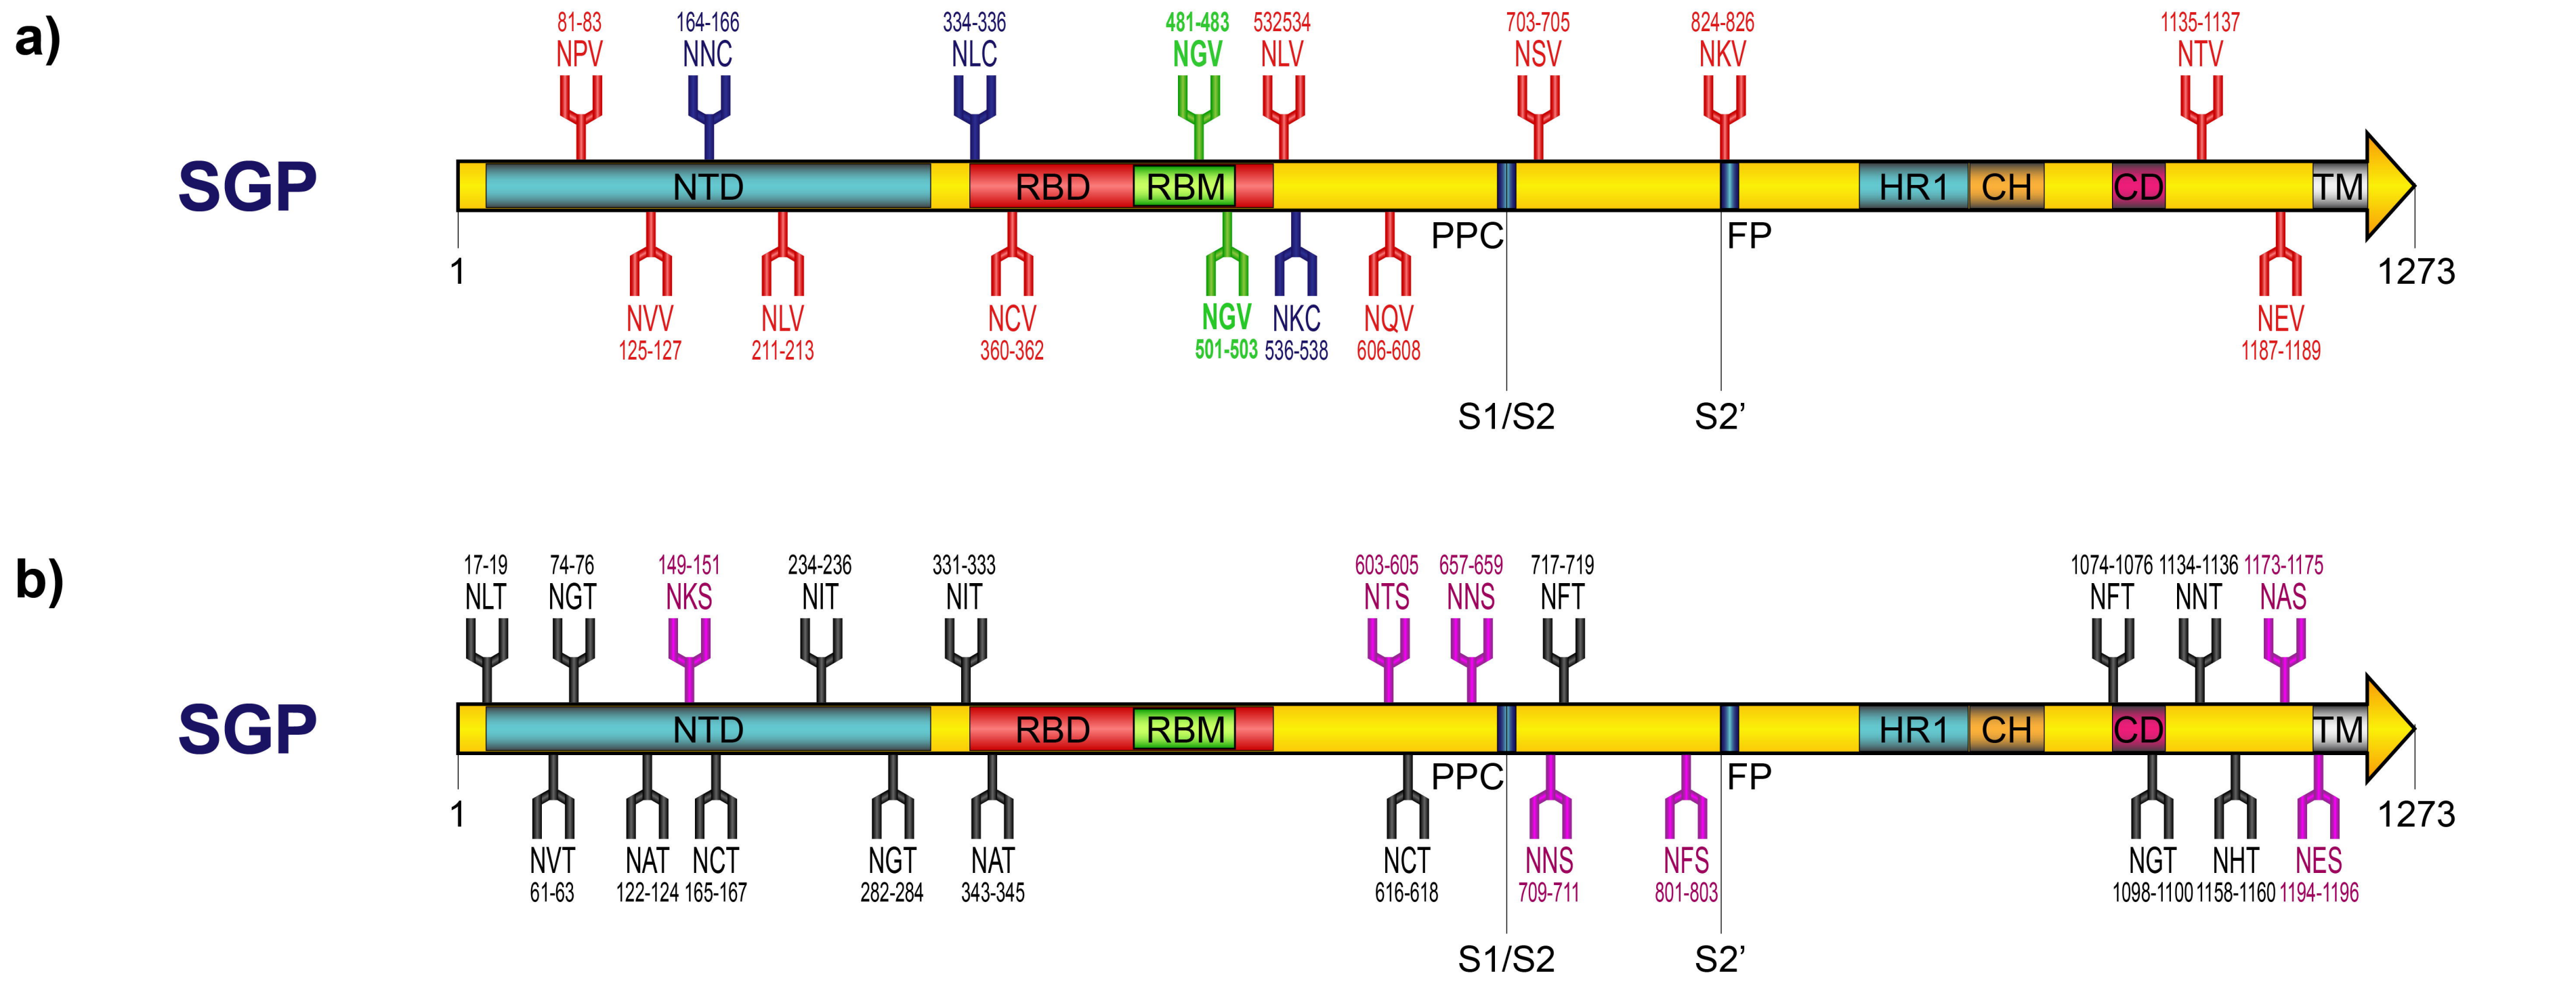 a)
81-83 164-166 334-336 481-483 532534 703-705 824-826 1135-1137
NPV NNC NLC NGV NLV NSV NKV NTV
SGP NTD RBD RBM HR1 CH CD TM
PPC FP
1 1273
NVV NLV NCV NGV NKC NQV NEV
125-127 211-213 360-362 501-503 536-538 606-608 1187-1189
S1/S2 S2’
b)
17-19 74-76 149-151 234-236 331-333 603-605 657-659 717-719 1074-1076 1134-1136 1173-1175
NLT NGT NKS NIT NIT NTS NNS NFT NFT NNT NAS
SGP NTD RBD RBM HR1 CH CD TM
PPC FP
1 1273
NVT NAT NCT NGT NAT NCT NNS NFS NGT NHT NES
61-63 122-124 165-167 282-284 343-345 616-618 709-711 801-803 1098-1100 1158-1160 1194-1196
S1/S2 S2’